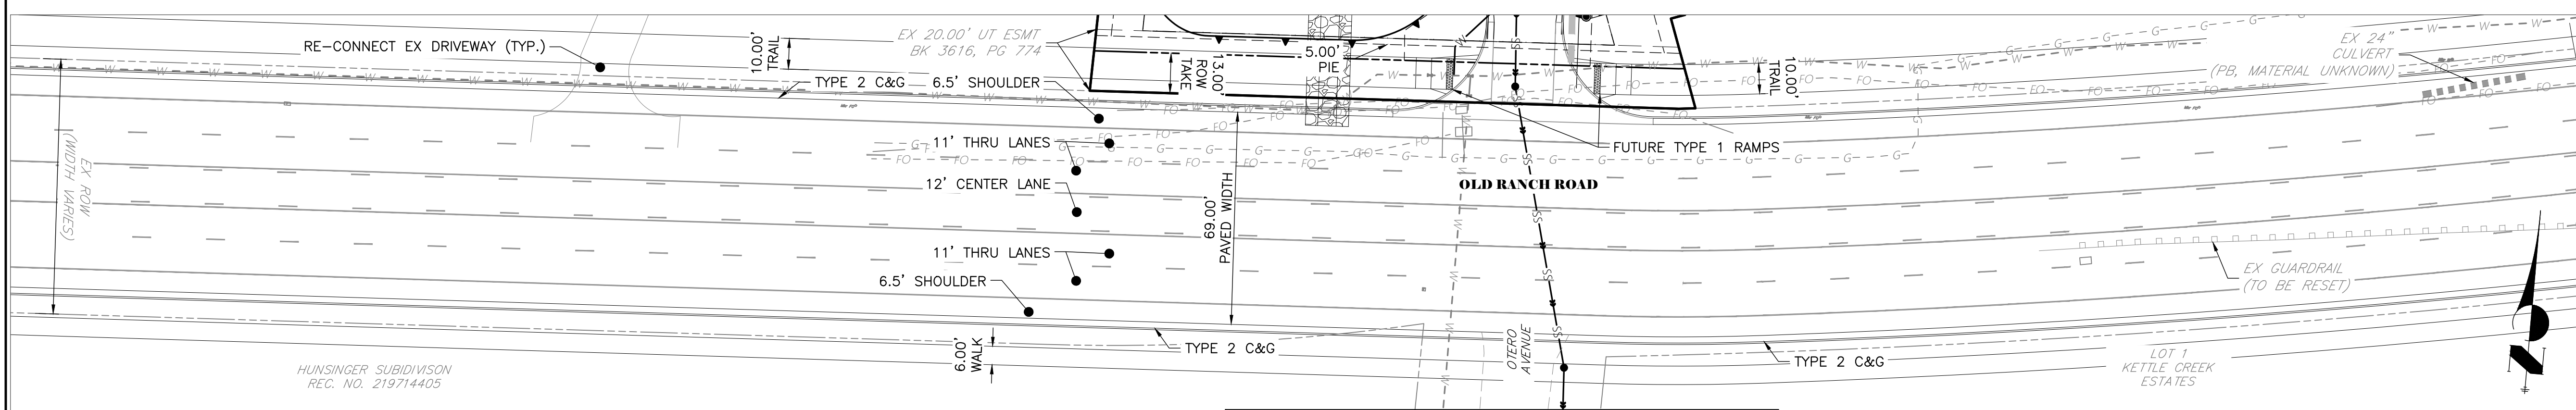 RE-CONNECT EX DRIVEWAY (TYP.)
10.00'
TRAIL
EX 20.00' UT ESMT
BK 3616, PG 774
TYPE 2 C&G
6.5' SHOULDER
13.00'
ROW
TAKE
5.00'
PIE
10.00'
TRAIL
EX 24"
CULVERT
(PB, MATERIAL UNKNOWN)
EX ROW
(WIDTH VARIES)
11' THRU LANES
12' CENTER LANE
11' THRU LANES
6.5' SHOULDER
69.00'
PAVED WIDTH
FUTURE TYPE 1 RAMPS
OLD RANCH ROAD
EX GUARDRAIL
(TO BE RESET)
HUNSINGER SUBIDIVISON
REC. NO. 219714405
6.00'
WALK
TYPE 2 C&G
OTERO
AVENUE
TYPE 2 C&G
LOT 1
KETTLE CREEK
ESTATES
N